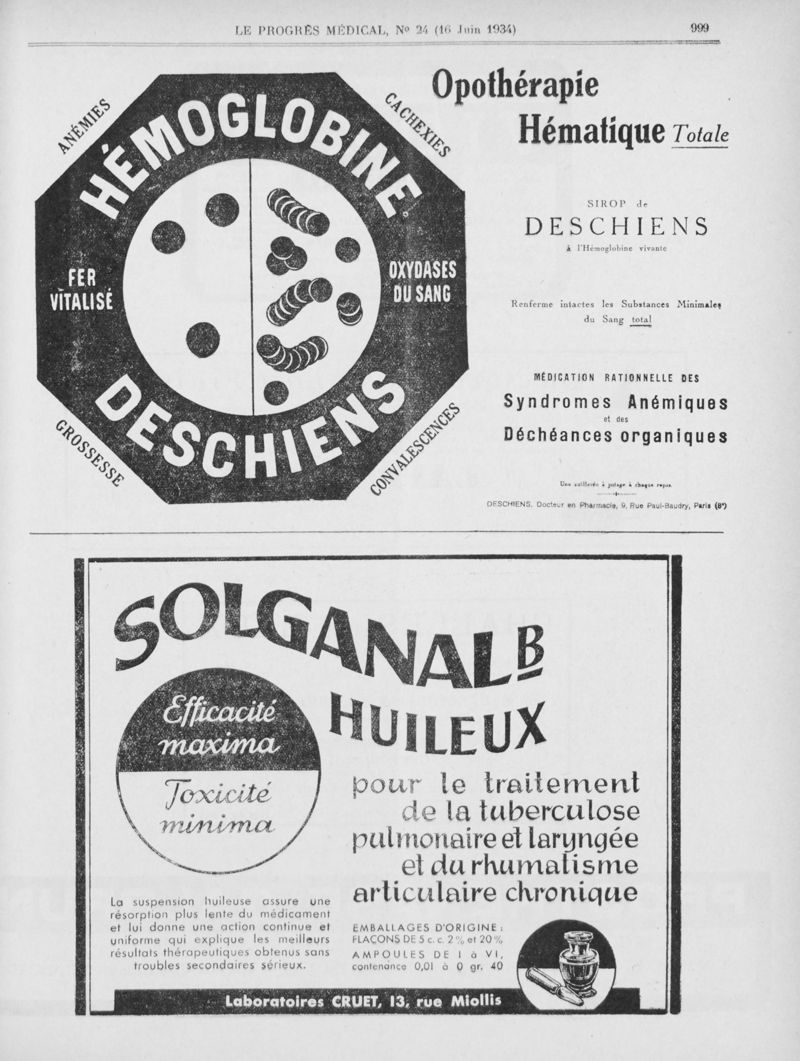 LE PROGRÈS MÉDICAL, Nº 24 (16 Juin 1934)
999
ANÉMIES
CACHEXIES
HÉMOGLOBINE
FER
VITALISÉ
OXYDASES
DU SANG
DESCHIENS
GROSSESSE
CONVALESCENCES
Opothérapie
Hématique Totale
SIROP de
DESCHIENS
à l'Hémoglobine vivante
Renferme intactes les Substances Minimales
du Sang total
MÉDICATION RATIONNELLE DES
Syndromes Anémiques
et des
Déchéances organiques
Une cuillerée à potage à chaque repas.
DESCHIENS, Docteur en Pharmacie, 9, Rue Paul-Baudry, Paris (8e)
SOLGANAL B
HUILEUX
Efficacité
maxima
Toxicité
minima
pour le traitement
de la tuberculose
pulmonaire et laryngée
et du rhumatisme
articulaire chronique
La suspension huileuse assure une
résorption plus lente du médicament
et lui donne une action continue et
uniforme qui explique les meilleurs
résultats thérapeutiques obtenus sans
troubles secondaires sérieux.
EMBALLAGES D'ORIGINE :
FLAÇONS DE 5 c. c. 2 % et 20 %
AMPOULES DE I à VI,
contenance 0,01 à 0 gr. 40
Laboratoires CRUET, 13, rue Miollis